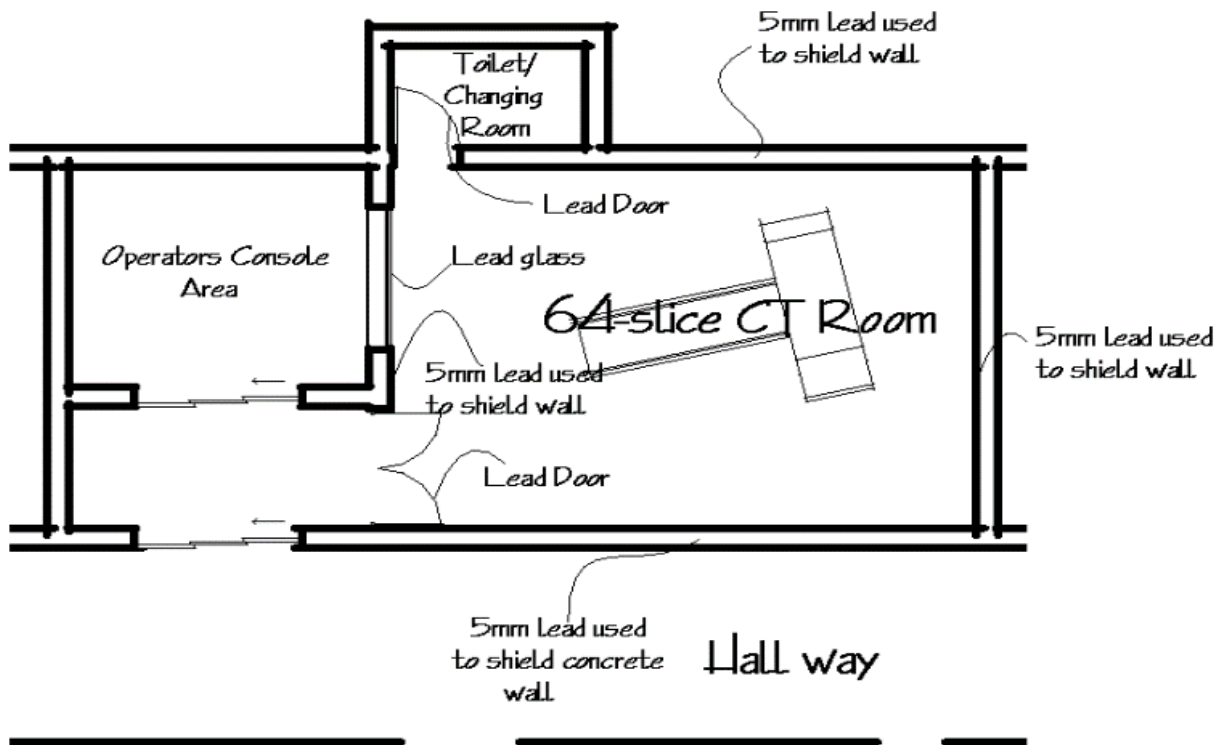 5mm Lead used
to shield wall
Toilet/
Changing
Room
Lead Door
Operators Console
Area
Lead glass
64-slice CT Room
5mm Lead used
to shield wall
5mm Lead used
to shield wall
Lead Door
5mm Lead used
to shield concrete
wall
Hall way